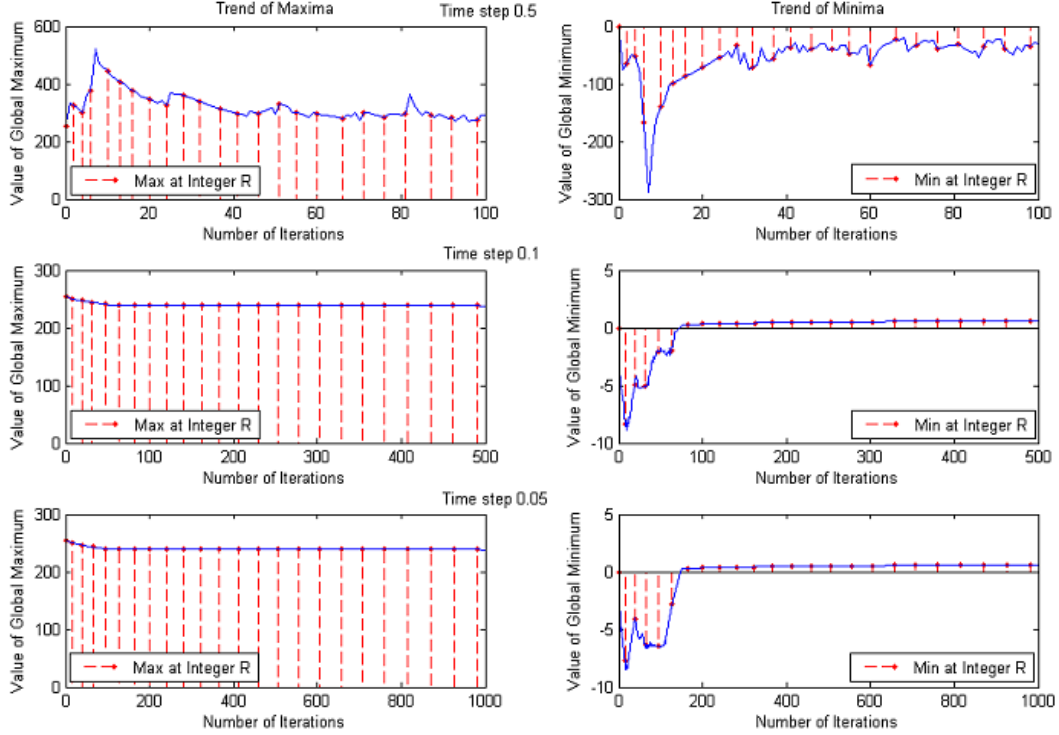 Trend of Maxima
Time step 0.5
Trend of Minima
Value of Global Maximum
600
400
200
0
Max at Integer R
0 20 40 60 80 100
Number of Iterations
Value of Global Minimum
0
-100
-200
-300
Min at Integer R
0 20 40 60 80 100
Number of Iterations
Time step 0.1
Value of Global Maximum
300
200
100
0
Max at Integer R
0 100 200 300 400 500
Number of Iterations
Value of Global Minimum
5
0
-5
-10
Min at Integer R
0 100 200 300 400 500
Number of Iterations
Time step 0.05
Value of Global Maximum
300
200
100
0
Max at Integer R
0 200 400 600 800 1000
Number of Iterations
Value of Global Minimum
5
0
-5
-10
Min at Integer R
0 200 400 600 800 1000
Number of Iterations